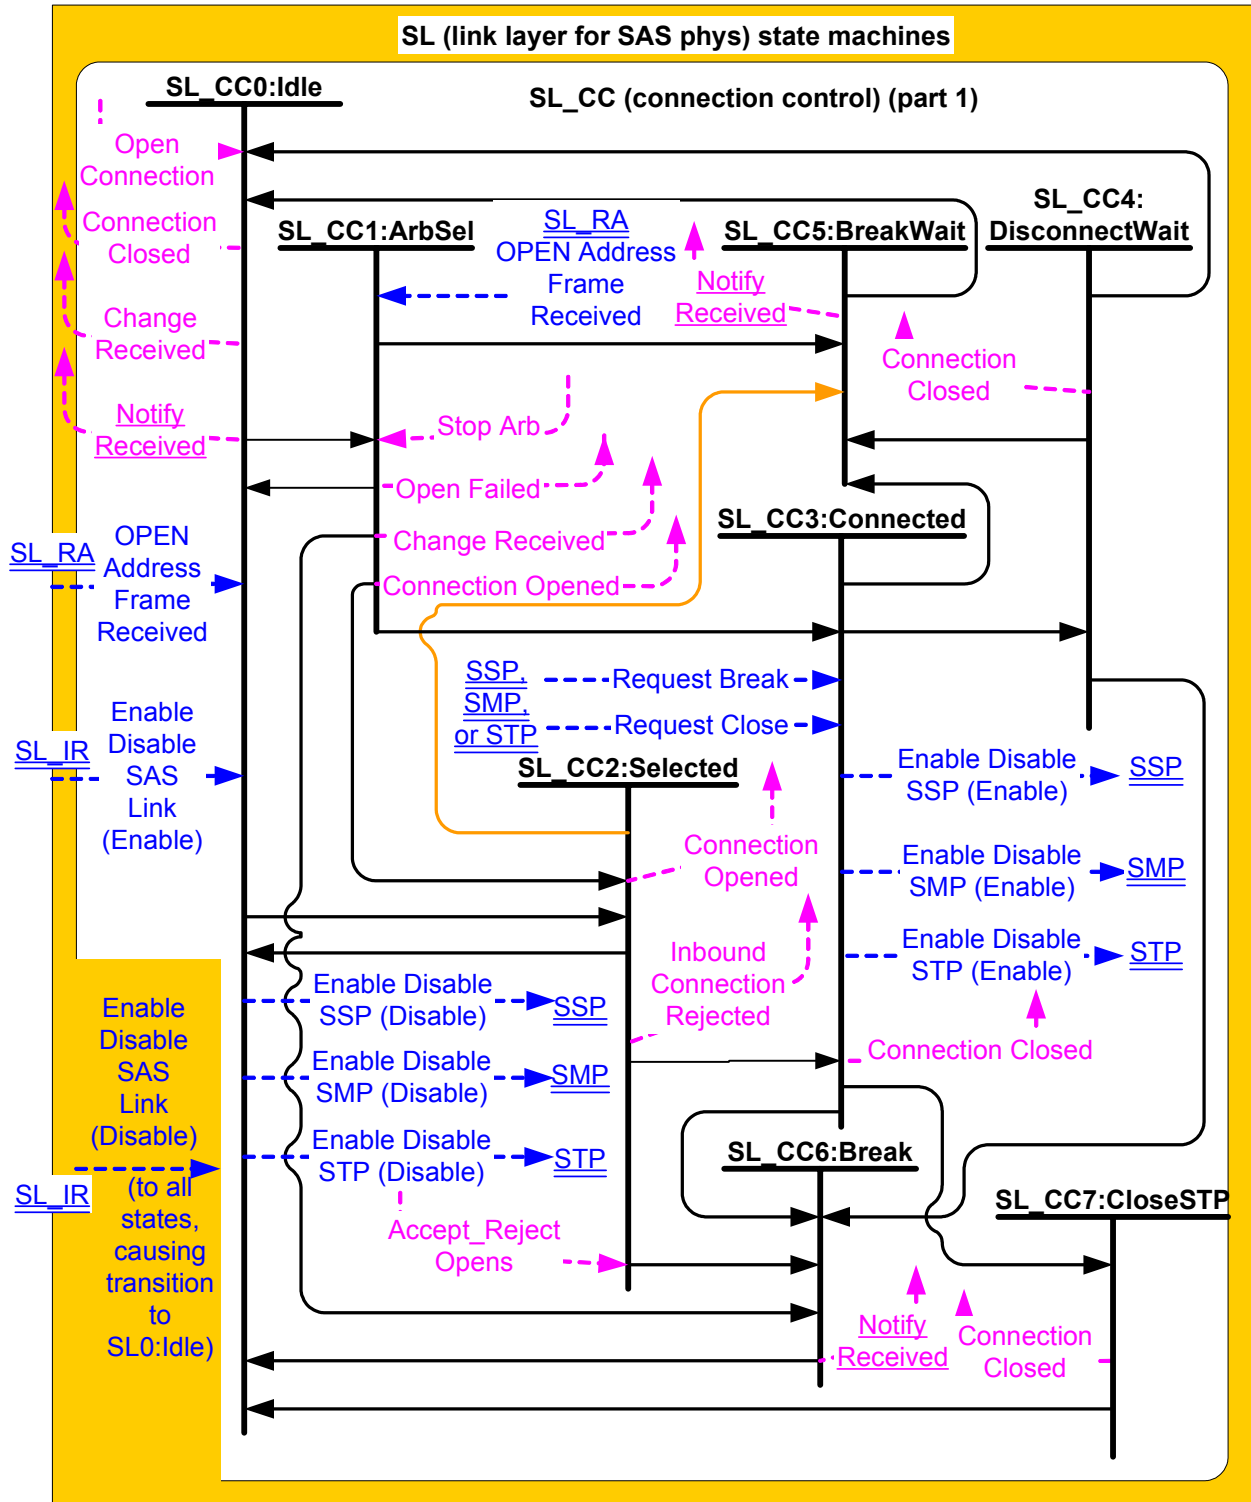 SL (link layer for SAS phys) state machines
SL_CC0:Idle
SL_CC (connection control) (part 1)
Open
Connection
Connection
Closed
Change
Received
Notify
Received
SL_RA
OPEN
Address
Frame
Received
SL_IR
Enable
Disable
SAS
Link
(Enable)
Enable
Disable
SAS
Link
(Disable)
SL_IR
(to all
states,
causing
transition
to
SL0:Idle)
SL_CC1:ArbSel
SL_RA
OPEN Address
Frame
Received
SL_CC5:BreakWait
SL_CC4:
DisconnectWait
Notify
Received
Connection
Closed
Stop Arb
Open Failed
Change Received
Connection Opened
SL_CC3:Connected
SSP,
SMP,
or STP
Request Break
Request Close
SL_CC2:Selected
Enable Disable
SSP (Enable)
SSP
Connection
Opened
Enable Disable
SMP (Enable)
SMP
Inbound
Connection
Rejected
Enable Disable
STP (Enable)
STP
Enable Disable
SSP (Disable)
SSP
Enable Disable
SMP (Disable)
SMP
Enable Disable
STP (Disable)
STP
Connection Closed
SL_CC6:Break
SL_CC7:CloseSTP
Accept_Reject
Opens
Notify
Received
Connection
Closed